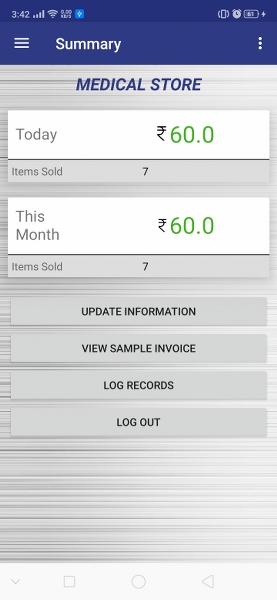 3:42 0.00 KB/S 61
Summary
MEDICAL STORE
Today ₹ 60.0
Items Sold 7
This
Month ₹ 60.0
Items Sold 7
UPDATE INFORMATION
VIEW SAMPLE INVOICE
LOG RECORDS
LOG OUT